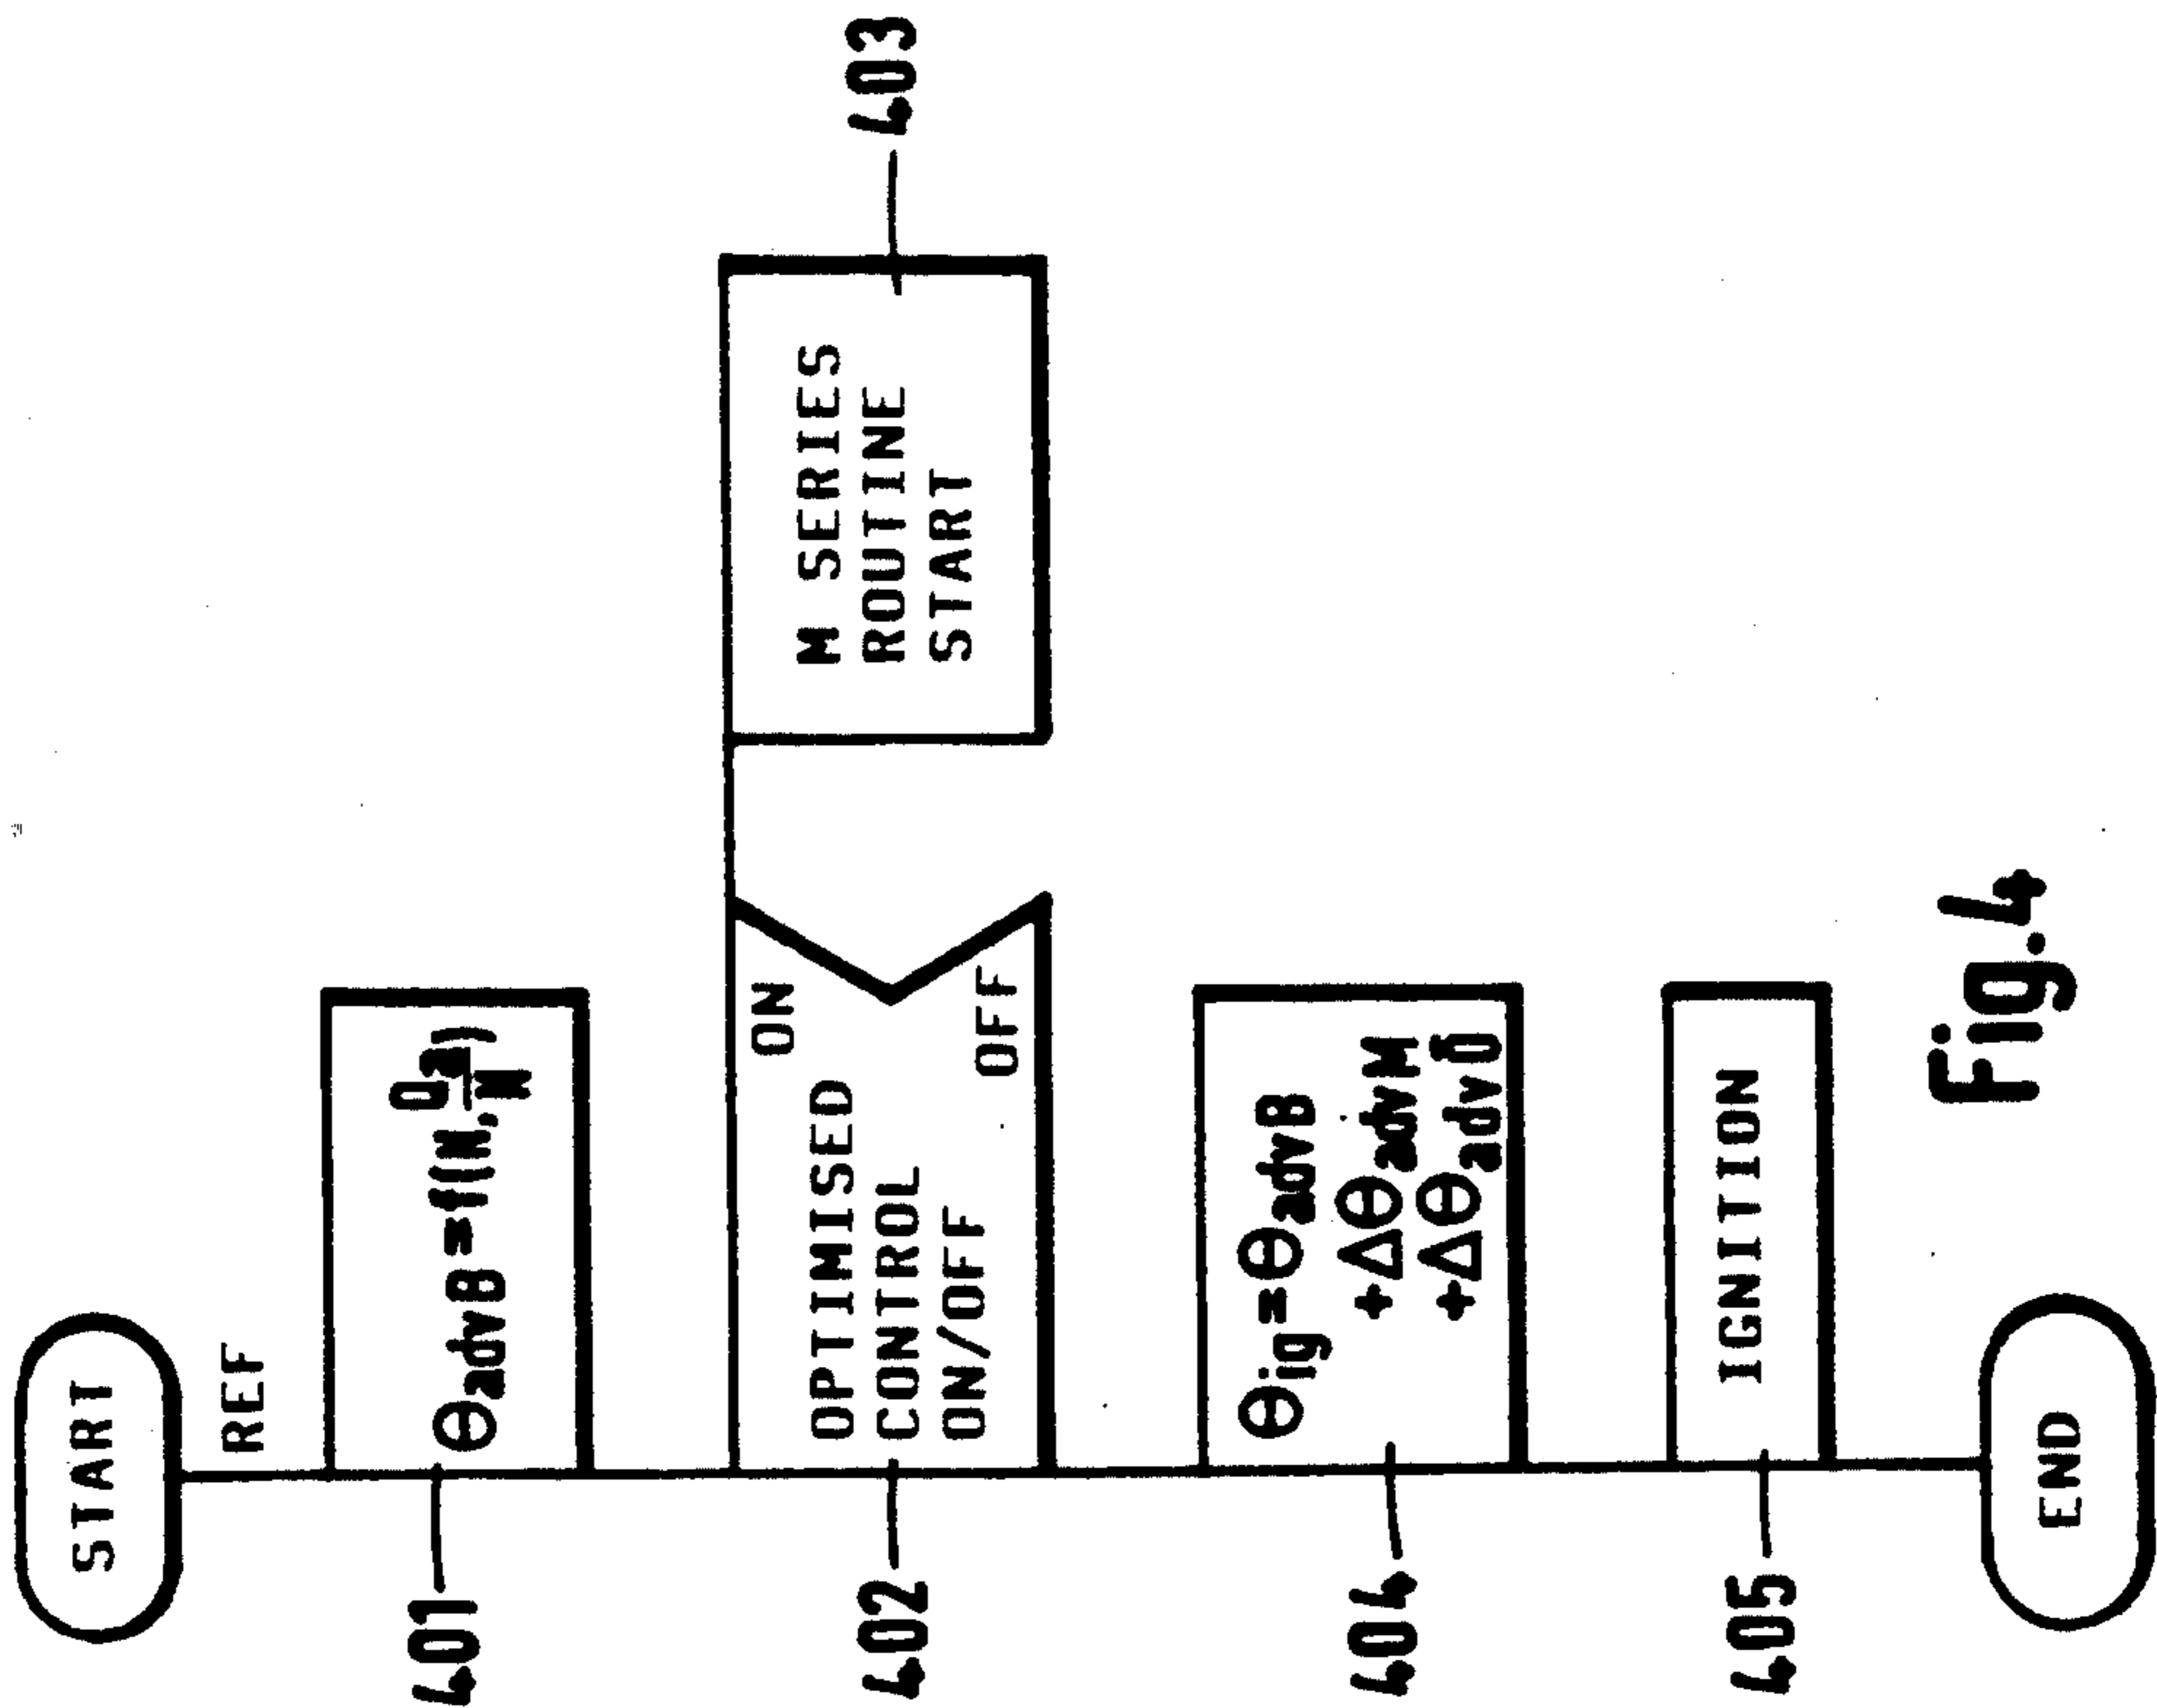 START
REF
401
θadvB = f(N, Qa/N)
402
OPTIMISED
CONTROL
ON/OFF
ON
OFF
403
M SERIES
ROUTINE
START
404
θig=θadvB
+ΔθadvM
+Δθadvδ
405
IGNITION
END
Fig.4